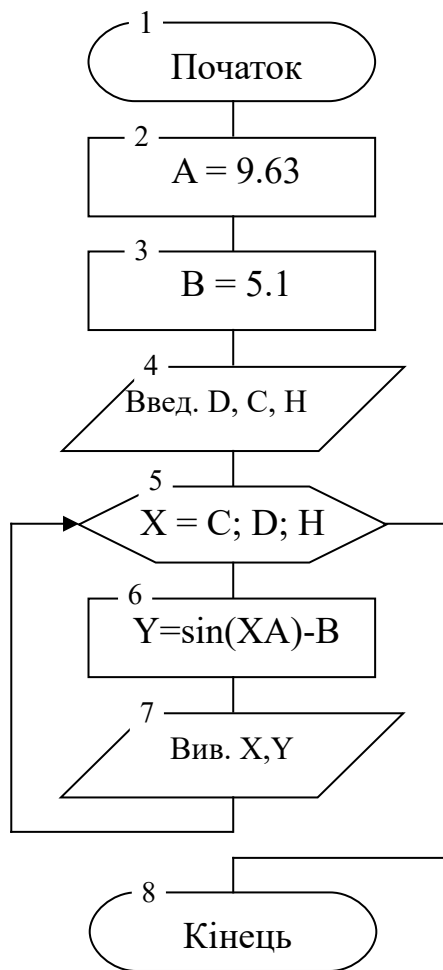 1
Початок
2
A = 9.63
3
B = 5.1
4
Введ. D, C, H
5
X = C; D; H
6
Y=sin(XA)-B
7
Вив. X,Y
8
Кінець